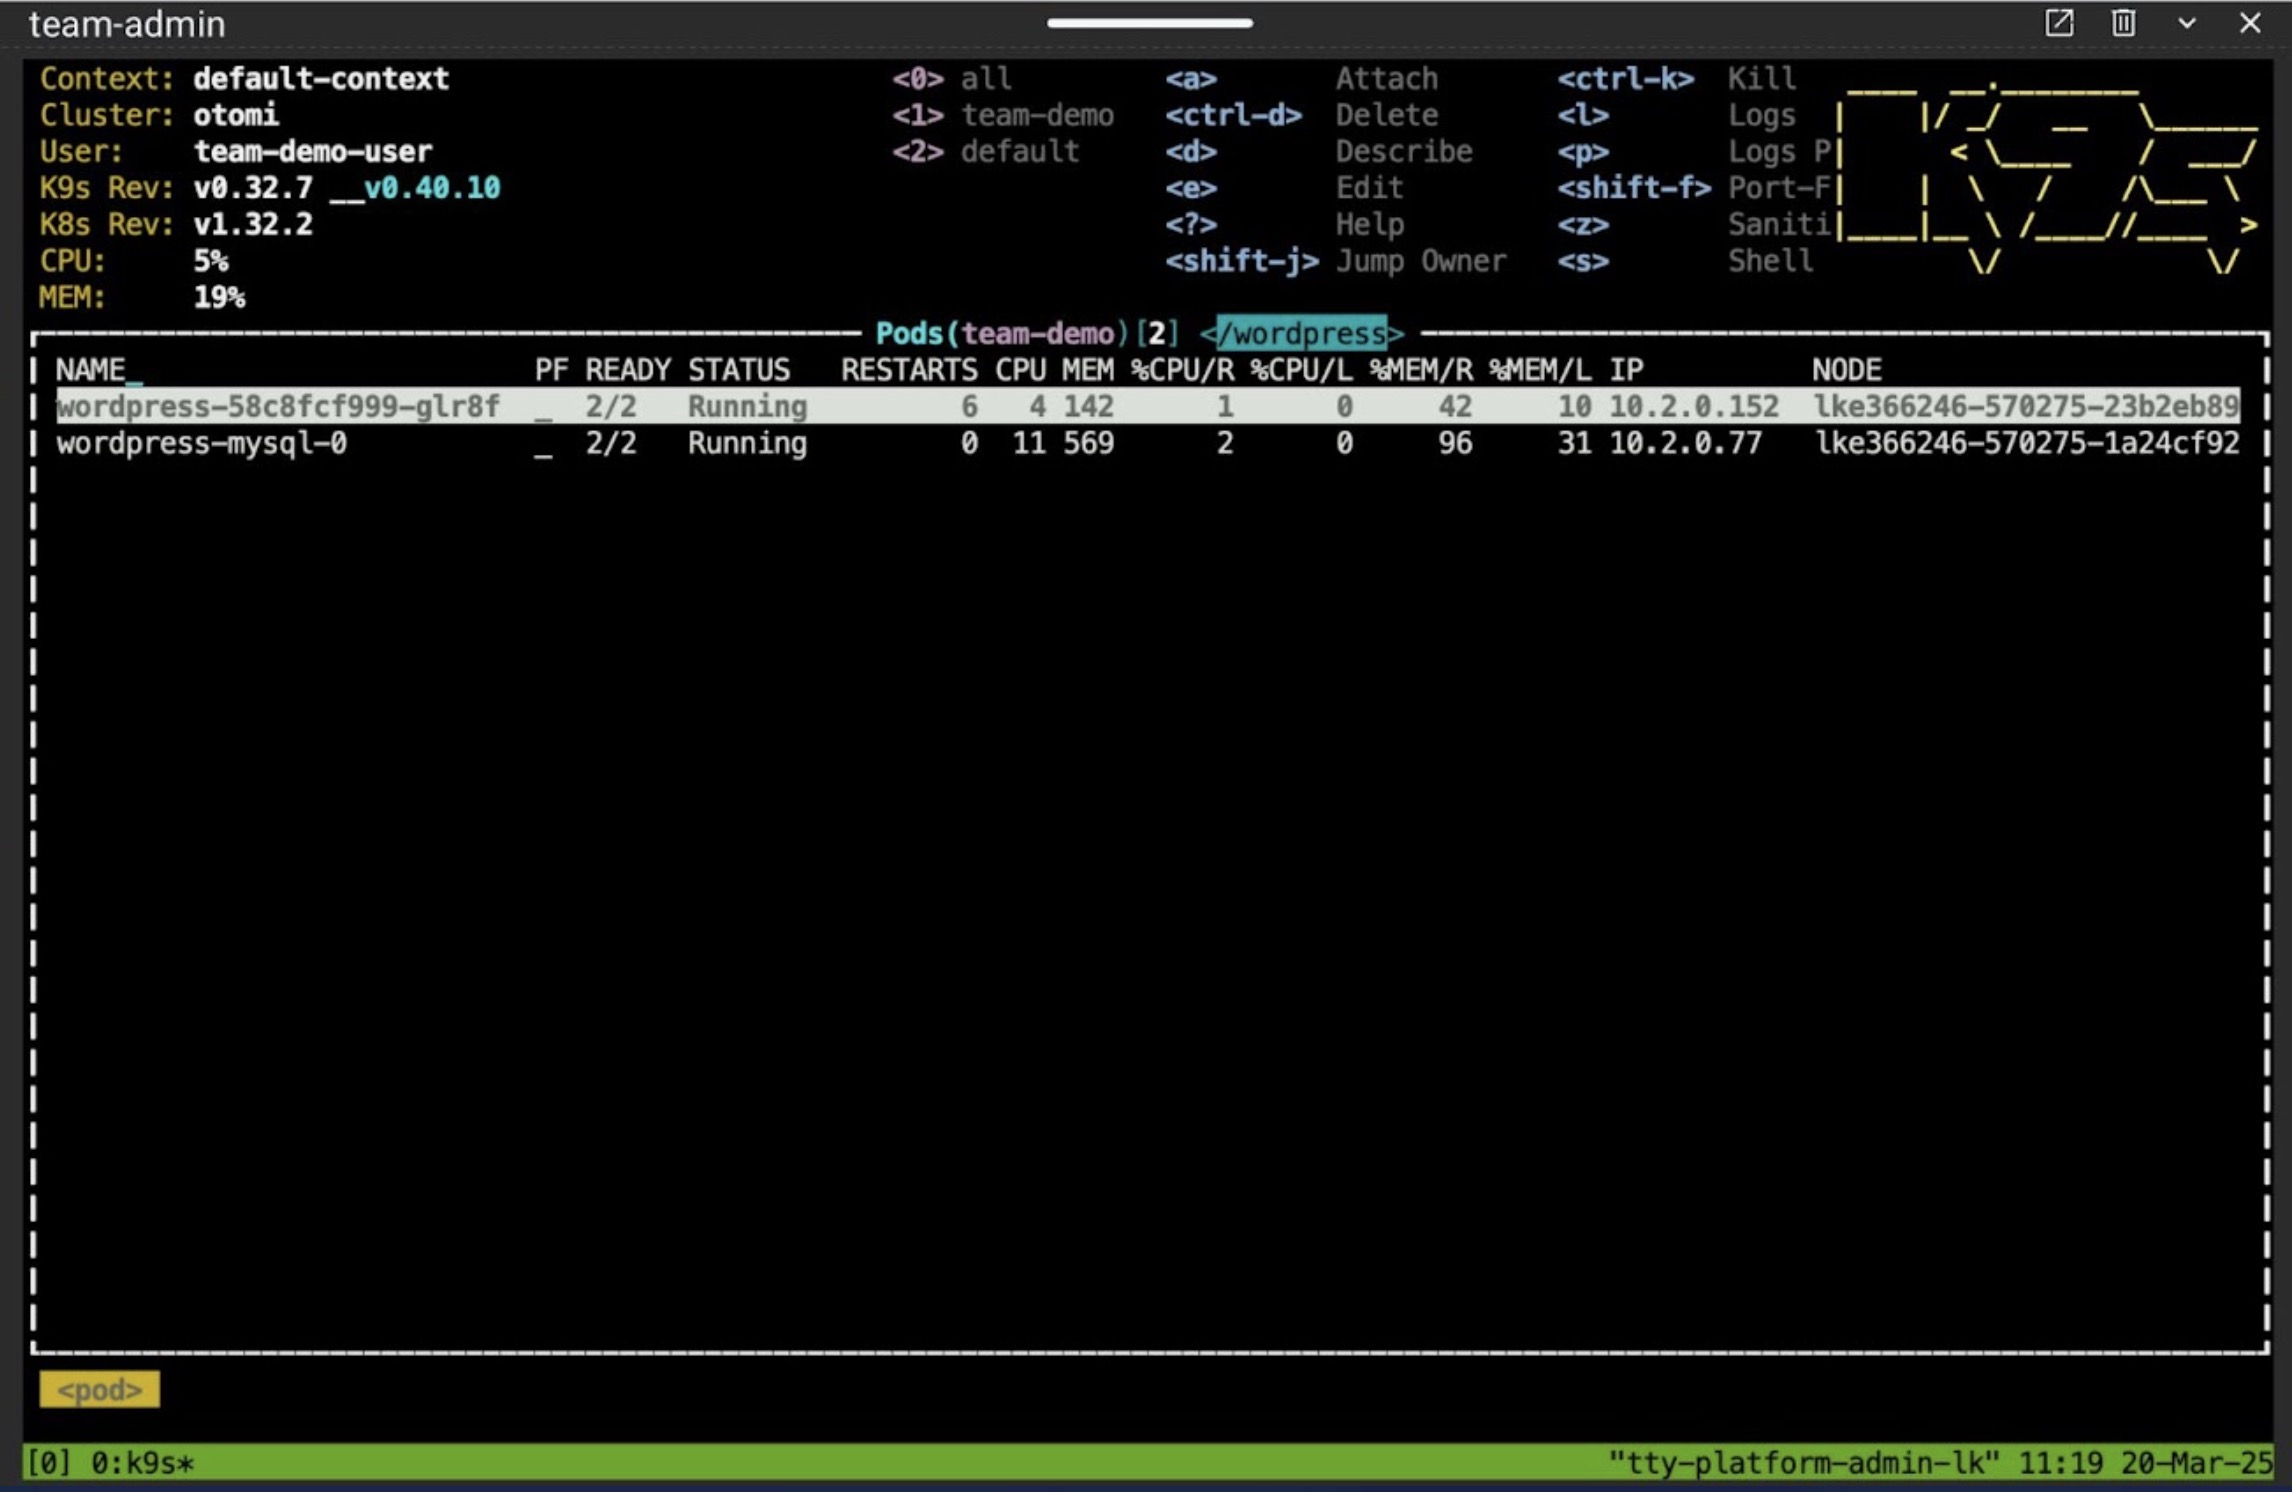 team-admin
Context: default-context <0> all <a> Attach <ctrl-k> Kill
Cluster: otomi <1> team-demo <ctrl-d> Delete <l> Logs
User: team-demo-user <2> default <d> Describe <p> Logs P
K9s Rev: v0.32.7 __v0.40.10 <e> Edit <shift-f> Port-F
K8s Rev: v1.32.2 <?> Help <z> Saniti
CPU: 5% <shift-j> Jump Owner <s> Shell
MEM: 19%
Pods(team-demo)[2] </wordpress>
NAME_ PF READY STATUS RESTARTS CPU MEM %CPU/R %CPU/L %MEM/R %MEM/L IP NODE
wordpress-58c8fcf999-glr8f _ 2/2 Running 6 4 142 1 0 42 10 10.2.0.152 lke366246-570275-23b2eb89
wordpress-mysql-0 _ 2/2 Running 0 11 569 2 0 96 31 10.2.0.77 lke366246-570275-1a24cf92
<pod>
[0] 0:k9s* "tty-platform-admin-lk" 11:19 20-Mar-25